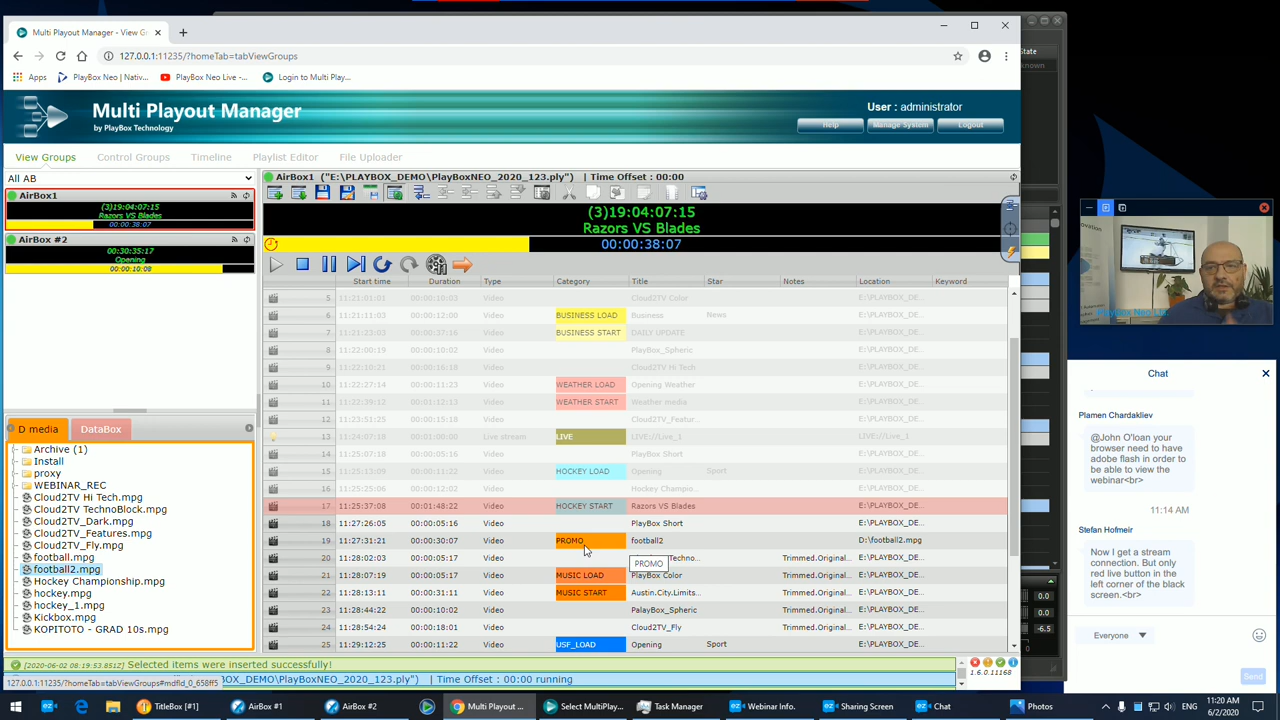 Multi Playout Manager - View G
127.0.0.1:11235/?homeTab=tabViewGroups
Apps
PlayBox Neo | Nativ...
PlayBox Neo Live -...
Login to Multi Play...
Multi Playout Manager
by PlayBox Technology
User : administrator
Help
Manage System
Logout
View Groups
Control Groups
Timeline
Playlist Editor
File Uploader
All AB
AirBox1
(3)19:04:07:15
Razors VS Blades
00:00:38:07
AirBox #2
00:30:35:17
Opening
00:00:10:08
AirBox1 ("E:\PLAYBOX_DEMO\PlayBoxNEO_2020_123.ply") | Time Offset : 00:00
(3)19:04:07:15
Razors VS Blades
00:00:38:07
Start time Duration Type Category Title Star Notes Location Keyword
5 11:21:01:01 00:00:10:03 Video Cloud2TV Color E:\PLAYBOX_DE...
6 11:21:11:03 00:00:12:00 Video BUSINESS LOAD Business News E:\PLAYBOX_DE...
7 11:21:23:03 00:00:37:16 Video BUSINESS START DAILY UPDATE E:\PLAYBOX_DE...
8 11:22:00:19 00:00:10:02 Video PlayBox_Spheric E:\PLAYBOX_DE...
9 11:22:10:21 00:00:16:18 Video Cloud2TV Hi Tech E:\PLAYBOX_DE...
10 11:22:27:14 00:00:11:23 Video WEATHER LOAD Opening Weather E:\PLAYBOX_DE...
11 11:22:39:12 00:01:12:13 Video WEATHER START Weather media E:\PLAYBOX_DE...
12 11:23:51:25 00:00:15:18 Video Cloud2TV_Featur... E:\PLAYBOX_DE...
13 11:24:07:18 00:01:00:00 Live stream LIVE LIVE://Live_1 LIVE://Live_1
14 11:25:07:18 00:00:05:16 Video PlayBox Short E:\PLAYBOX_DE...
15 11:25:13:09 00:00:11:22 Video HOCKEY LOAD Opening Sport E:\PLAYBOX_DE...
16 11:25:25:06 00:00:12:02 Video Hockey Champio... E:\PLAYBOX_DE...
17 11:25:37:08 00:01:48:22 Video HOCKEY START Razors VS Blades E:\PLAYBOX_DE...
18 11:27:26:05 00:00:05:16 Video PlayBox Short E:\PLAYBOX_DE...
19 11:27:31:21 00:00:30:07 Video PROMO football2 D:\football2.mpg
20 11:28:02:03 00:00:05:17 Video Trimmed.Original... E:\PLAYBOX_DE...
PROMO
21 11:28:07:19 00:00:05:17 Video MUSIC LOAD PlayBox Color Trimmed.Original... E:\PLAYBOX_DE...
22 11:28:13:11 00:00:31:11 Video MUSIC START Austin.City.Limits... Trimmed.Original... E:\PLAYBOX_DE...
23 11:28:44:22 00:00:10:02 Video PalayBox_Spheric E:\PLAYBOX_DE...
24 11:28:54:24 00:00:18:01 Video Cloud2TV_Fly Trimmed.Original... E:\PLAYBOX_DE...
25 11:29:12:25 00:00:11:22 Video USF_LOAD Opening Sport E:\PLAYBOX_DE...
D media
DataBox
Archive (1)
Install
proxy
WEBINAR_REC
Cloud2TV Hi Tech.mpg
Cloud2TV TechnoBlock.mpg
Cloud2TV_Dark.mpg
Cloud2TV_Features.mpg
Cloud2TV_Fly.mpg
football.mpg
football2.mpg
Hockey Championship.mpg
hockey.mpg
hockey_1.mpg
Kickbox.mpg
KOPITOTO - GRAD 10s.mpg
[2020-06-02 08:19:53.851Z] Selected items were inserted successfully!
BOX_DEMO\PlayBoxNEO_2020_123.ply") | Time Offset : 00:00 running
127.0.0.1:11235/?homeTab=tabViewGroups#mdfId_0_658ff5
1.6.0.11168
State
0.0
0.0
-6.5
PlayBox Neo
Chat
Plamen Chardakliev
@John O'loan your
browser need to have
adobe flash in order to
be able to view the
webinar<br>
11:14 AM
Stefan Hofmeir
Now I get a stream
connection. But only
red live button in the
left corner of the black
screen.<br>
Everyone
Send
TitleBox [#1]
AirBox # 1
AirBox # 2
Multi Playout ...
Select MultiPlay...
Task Manager
Webinar Info.
Sharing Screen
Chat
Photos
ENG
11:20 AM
6/2/2020